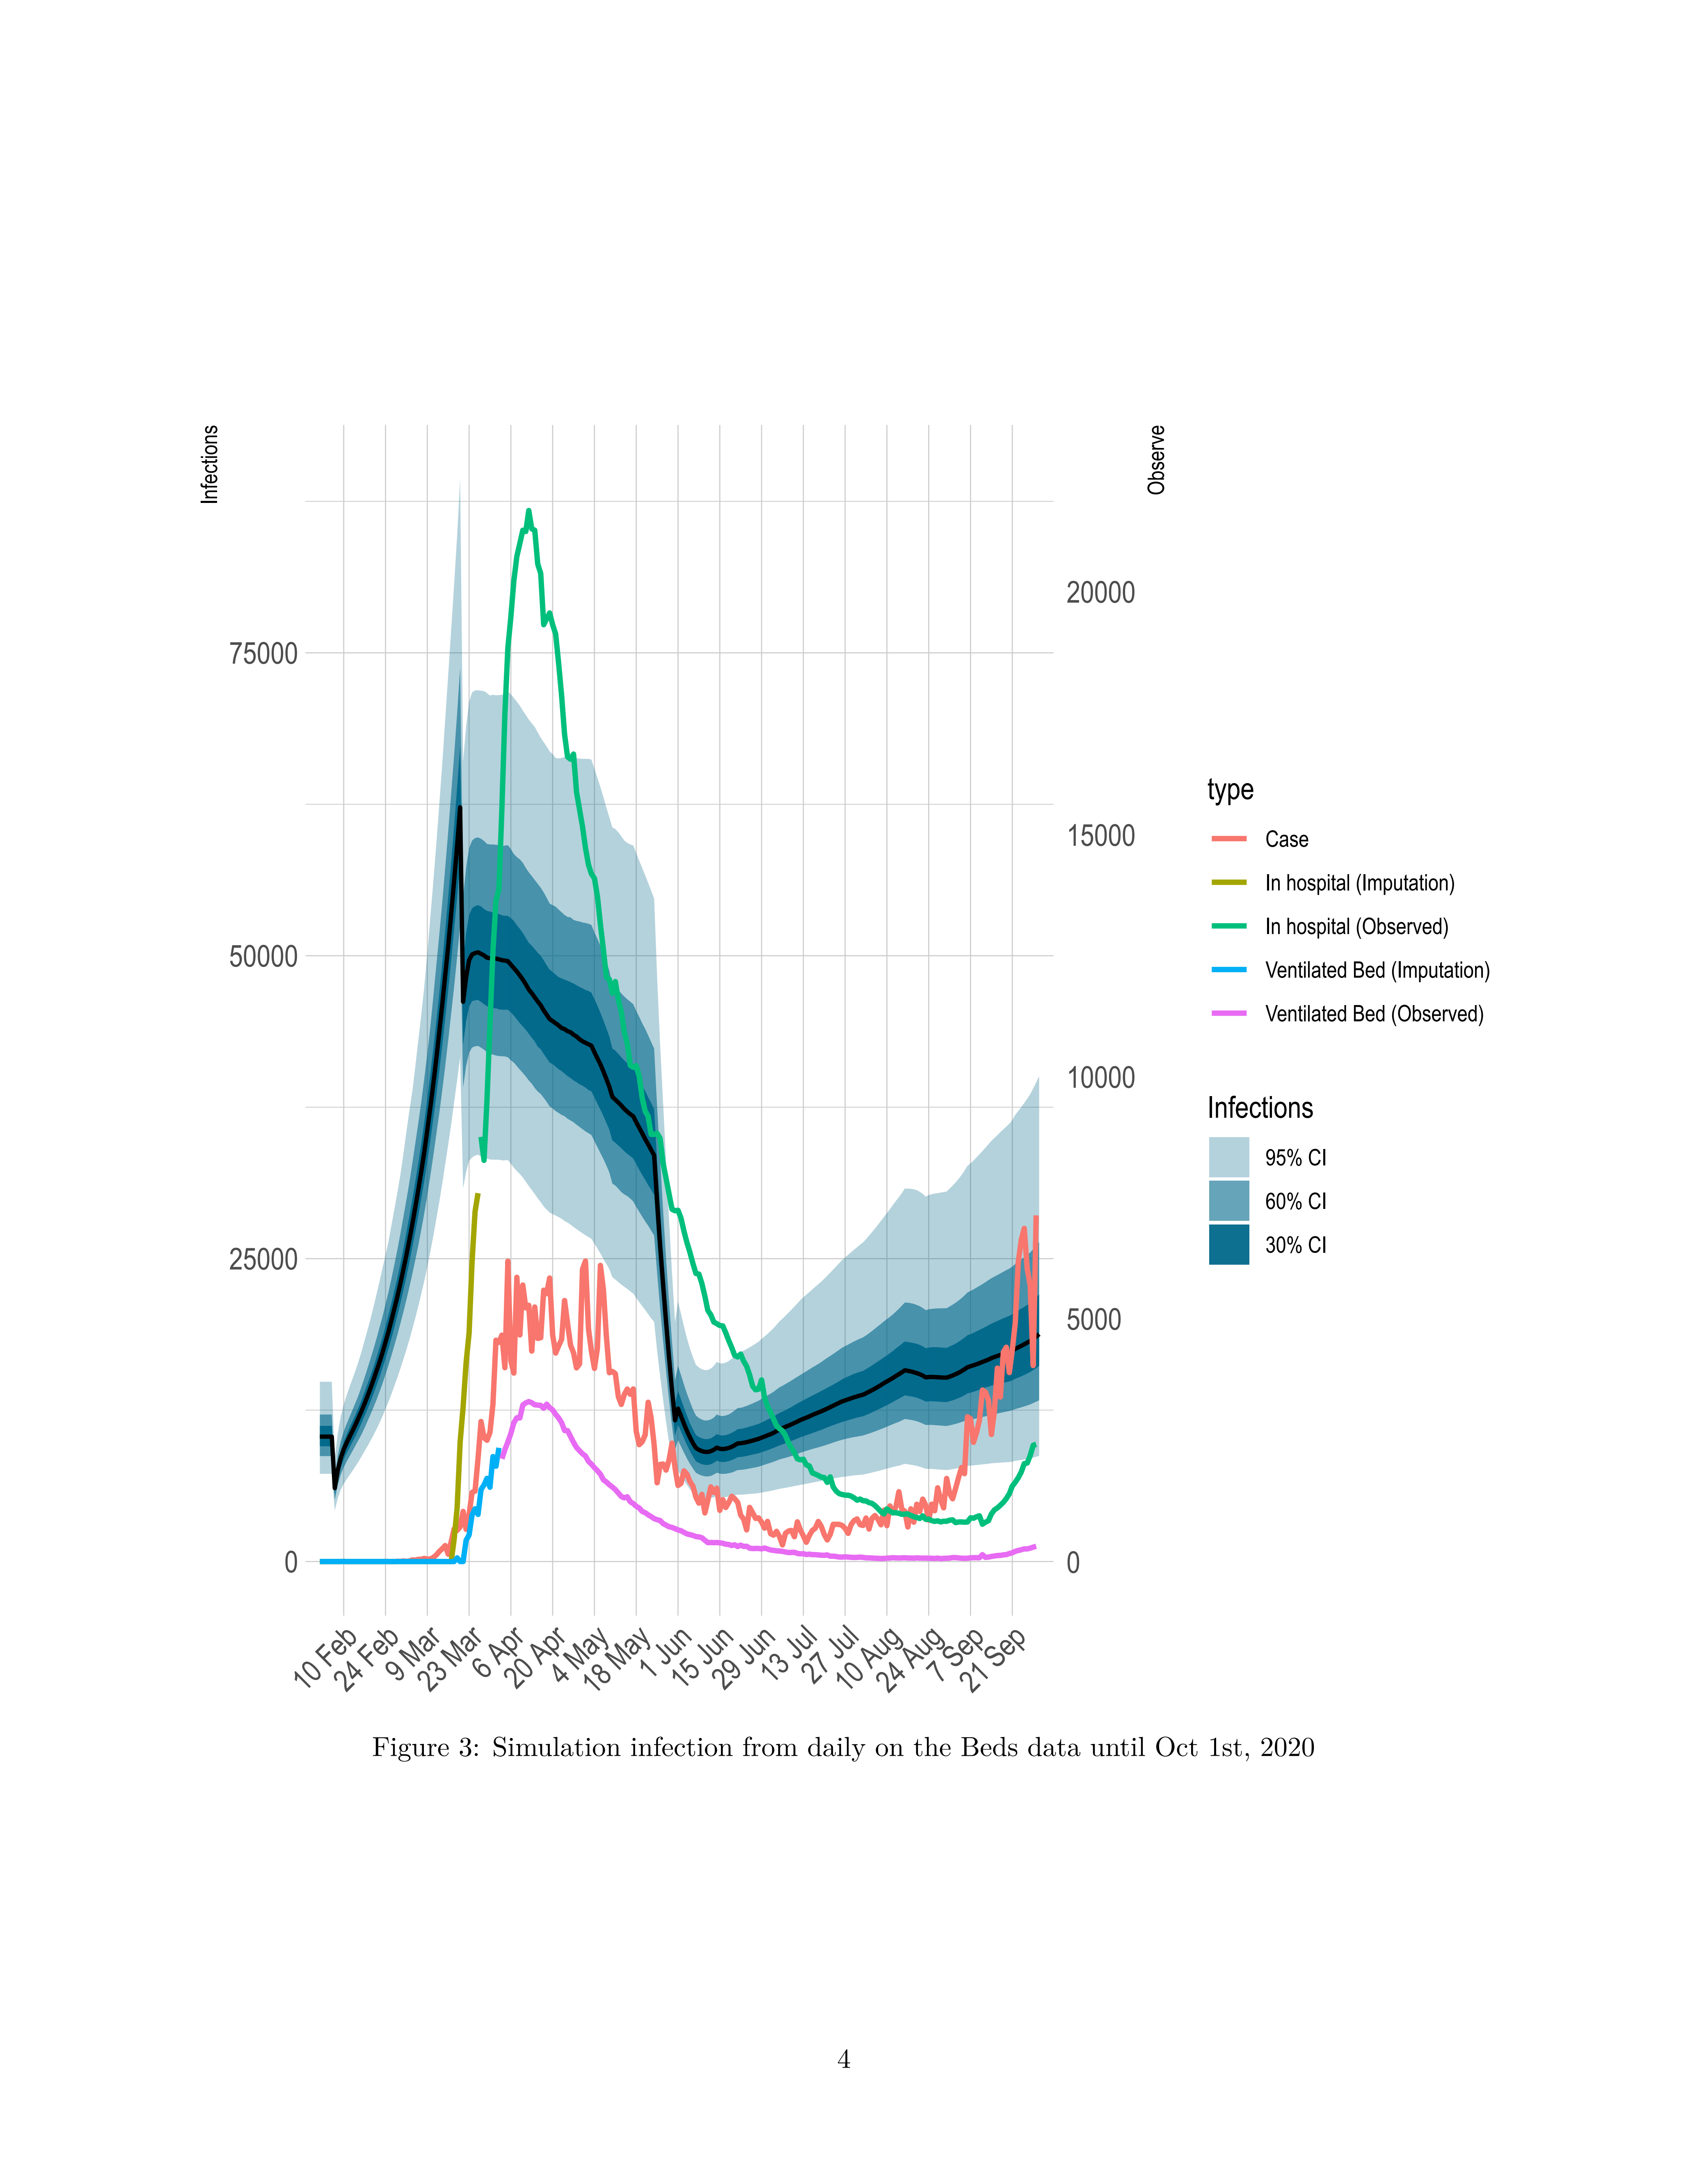 Infections
Observe
75000
50000
25000
0
20000
15000
10000
5000
0
10 Feb
24 Feb
9 Mar
23 Mar
6 Apr
20 Apr
4 May
18 May
1 Jun
15 Jun
29 Jun
13 Jul
27 Jul
10 Aug
24 Aug
7 Sep
21 Sep
type
Case
In hospital (Imputation)
In hospital (Observed)
Ventilated Bed (Imputation)
Ventilated Bed (Observed)
Infections
95% CI
60% CI
30% CI
Figure 3: Simulation infection from daily on the Beds data until Oct 1st, 2020
4